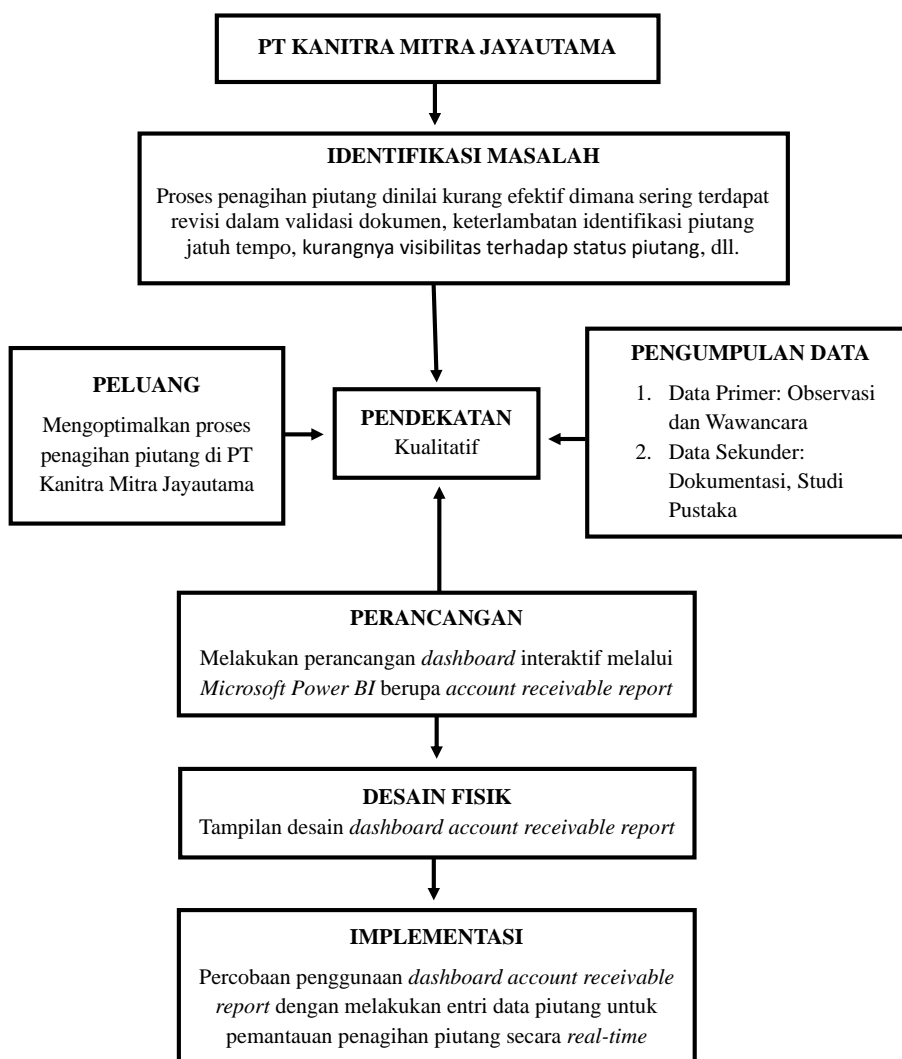 PT KANITRA MITRA JAYAUTAMA
IDENTIFIKASI MASALAH
Proses penagihan piutang dinilai kurang efektif dimana sering terdapat
revisi dalam validasi dokumen, keterlambatan identifikasi piutang
jatuh tempo, kurangnya visibilitas terhadap status piutang, dll.
PELUANG
Mengoptimalkan proses
penagihan piutang di PT
Kanitra Mitra Jayautama
PENDEKATAN
Kualitatif
PENGUMPULAN DATA
1. Data Primer: Observasi
dan Wawancara
2. Data Sekunder:
Dokumentasi, Studi
Pustaka
PERANCANGAN
Melakukan perancangan dashboard interaktif melalui
Microsoft Power BI berupa account receivable report
DESAIN FISIK
Tampilan desain dashboard account receivable report
IMPLEMENTASI
Percobaan penggunaan dashboard account receivable
report dengan melakukan entri data piutang untuk
pemantauan penagihan piutang secara real-time